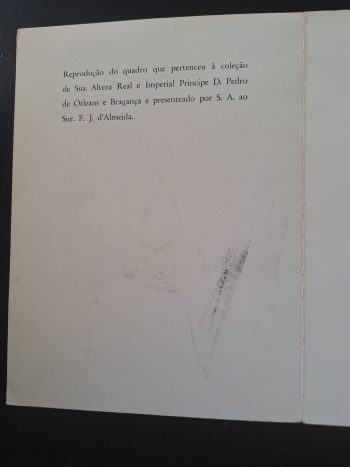 Reprodução do quadro que pertenceu à coleção
de Sua Alteza Real e Imperial Principe D. Pedro
de Orleans e Bragança e presenteado por S. A. ao
Snr. F. J. d'Almeida.